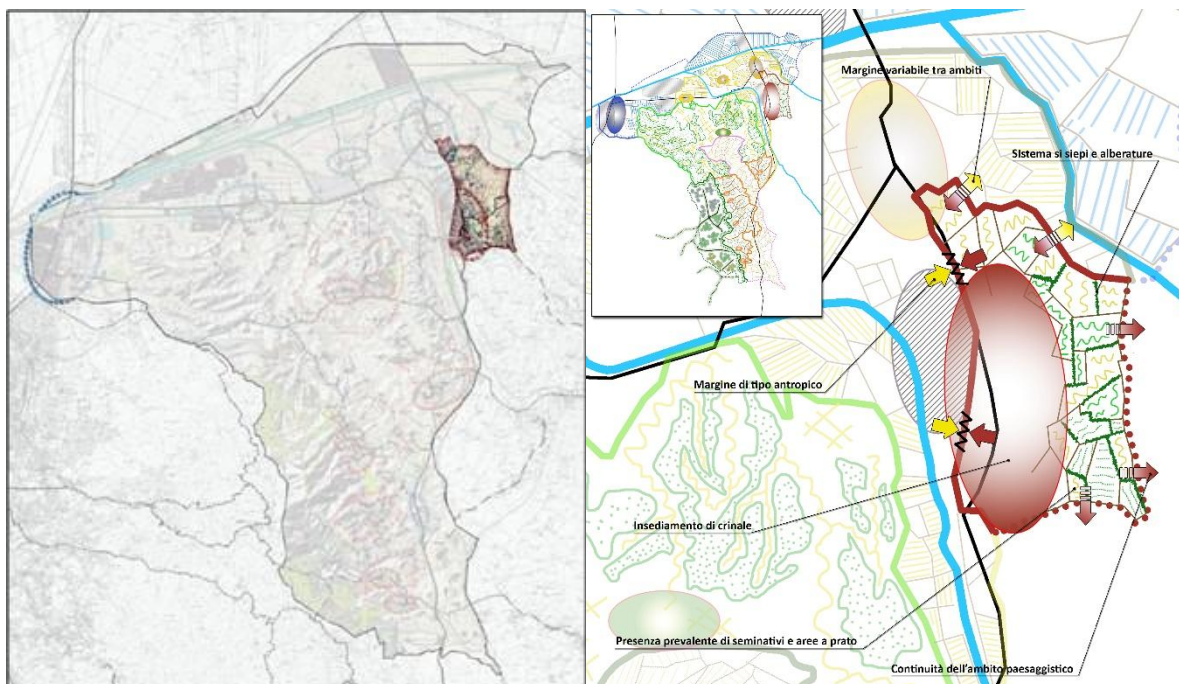 Margine variabile tra ambiti
Sistema si siepi e alberature
Margine di tipo antropico
Insediamento di crinale
Presenza prevalente di seminativi e aree a prato
Continuità dell'ambito paesaggistico